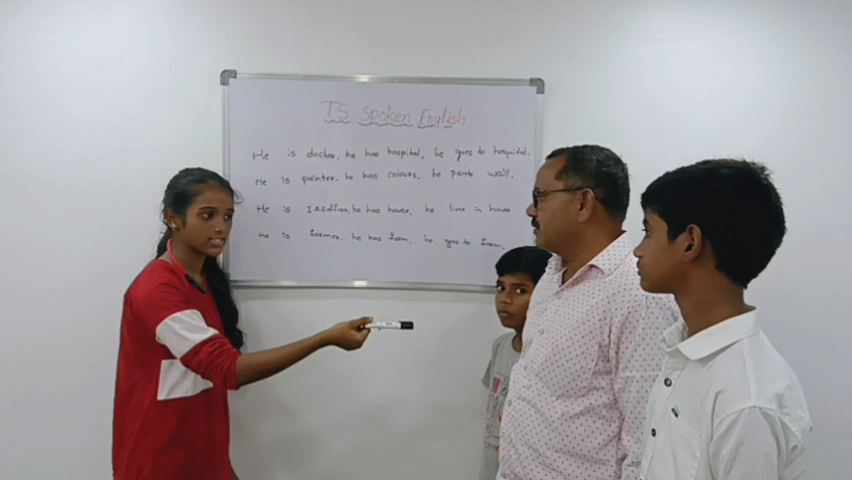 TS Spoken English
He is doctor, he has hospital, he goes to hospital.
He is painter, he has colours, he paints wall.
He is he has house, he live in house.
He is farmer, he has farm, he goes to farm.